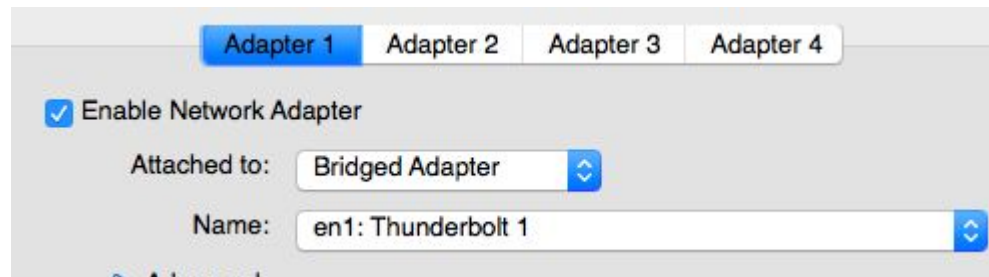 Adapter 1 Adapter 2 Adapter 3 Adapter 4
Enable Network Adapter
Attached to: Bridged Adapter
Name: en1: Thunderbolt 1